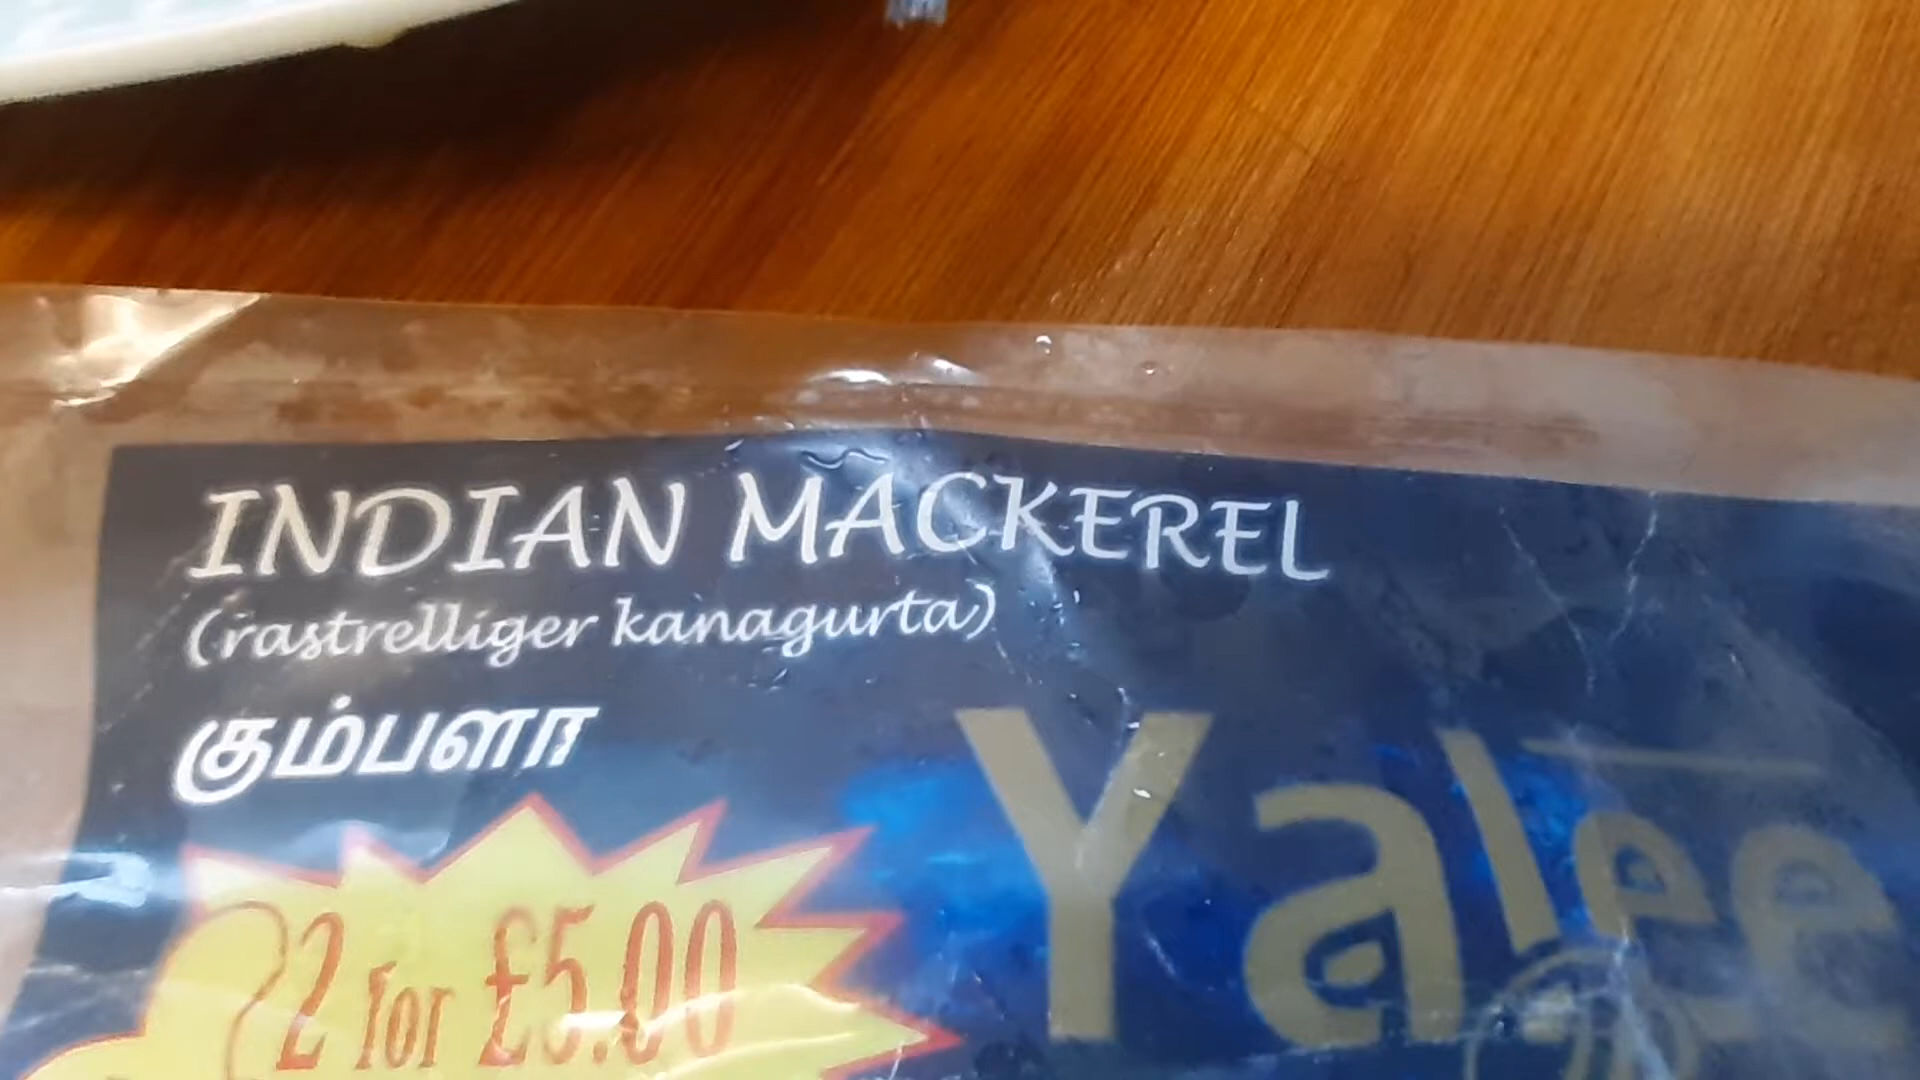 INDIAN MACKEREL
(rastrelliger kanagurta)
கும்பளா
Yalee
2 for £5.00